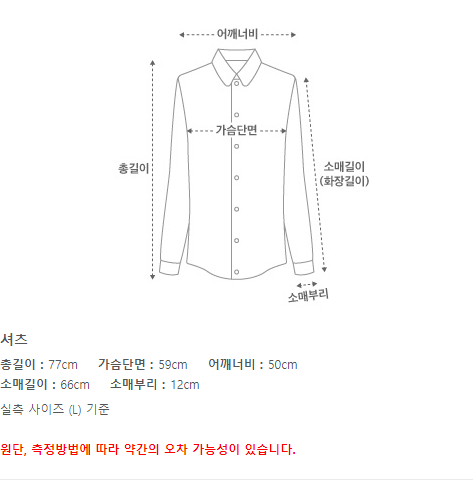 어깨너비
가슴단면
총길이
소매길이
(화장길이)
소매부리
셔츠
총길이 : 77cm 가슴단면 : 59cm 어깨너비 : 50cm
소매길이 : 66cm 소매부리 : 12cm
실측 사이즈 (L) 기준
원단, 측정방법에 따라 약간의 오차 가능성이 있습니다.